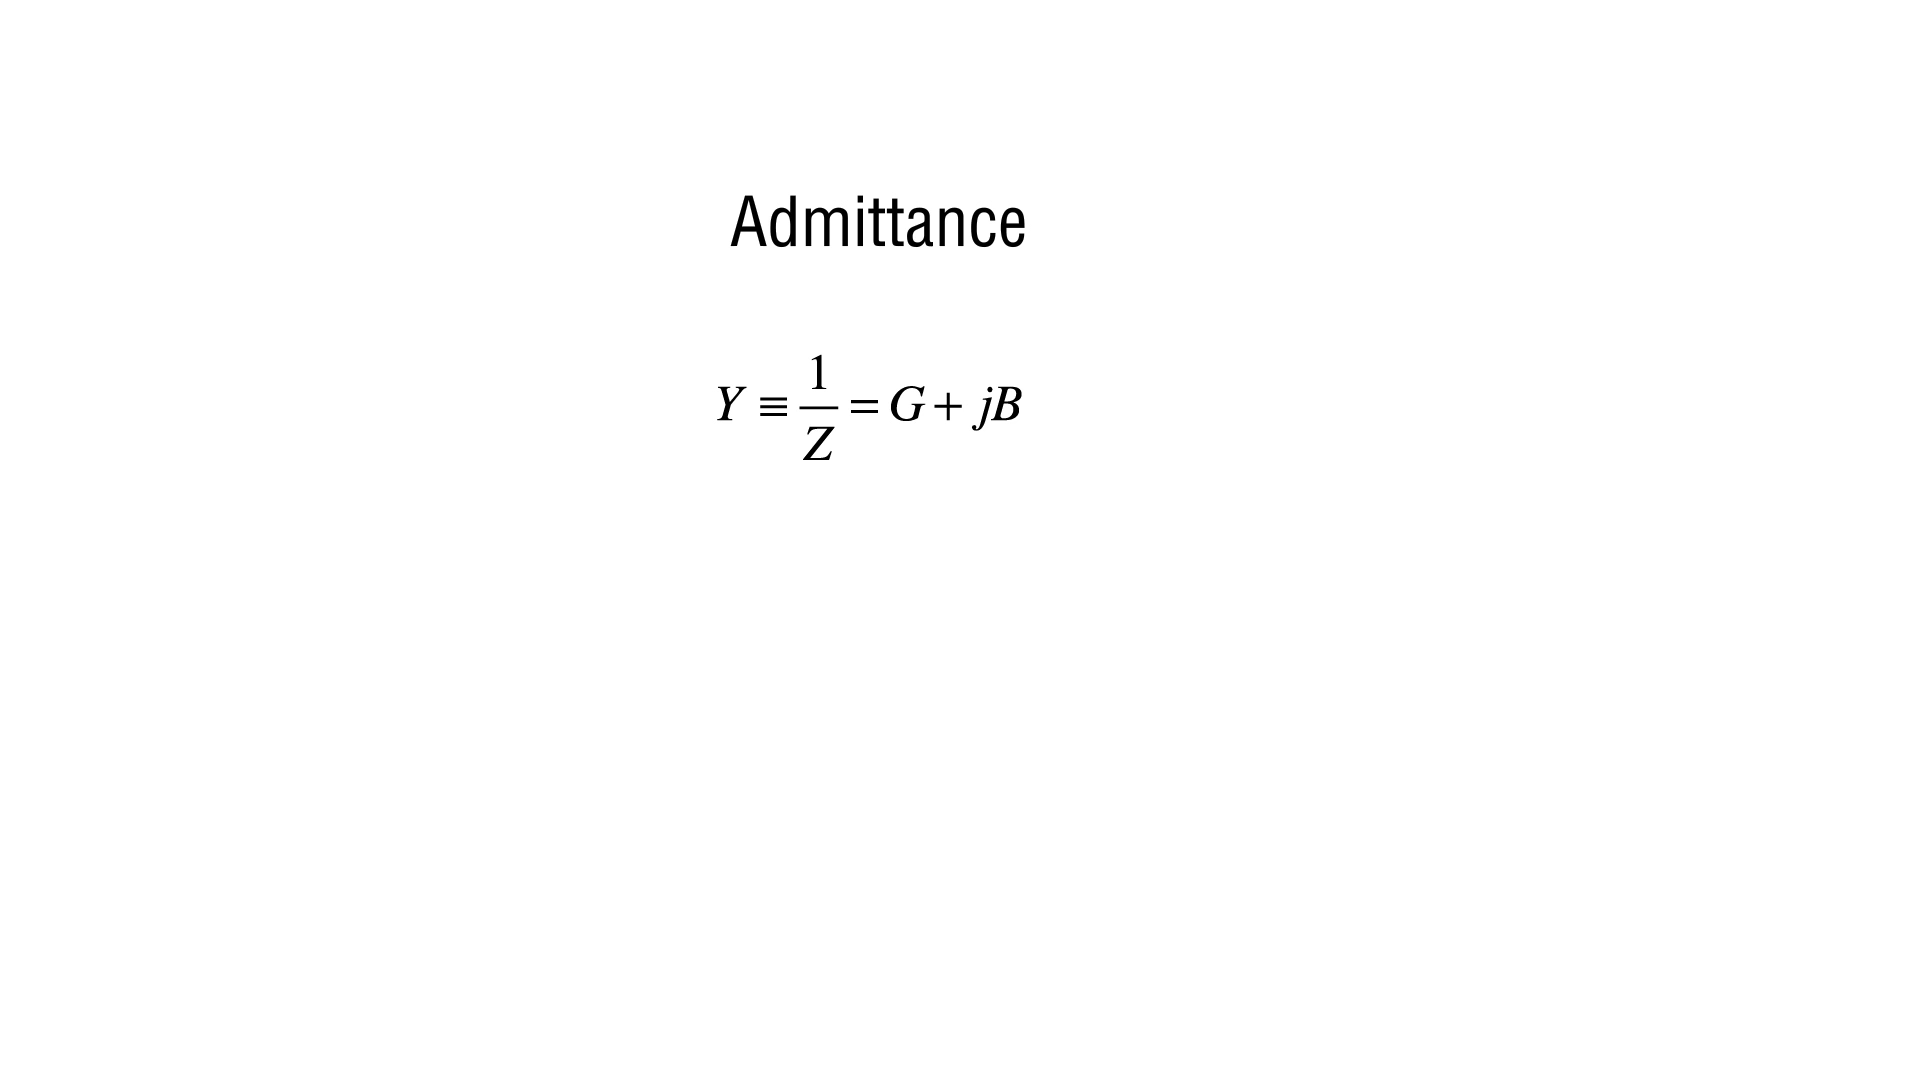 Admittance
Y ≡ 1/Z = G + jB